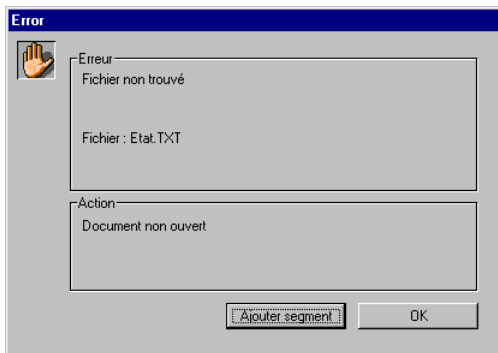 Error
Erreur
Fichier non trouvé
Fichier : Etat.TXT
Action
Document non ouvert
Ajouter segment
OK